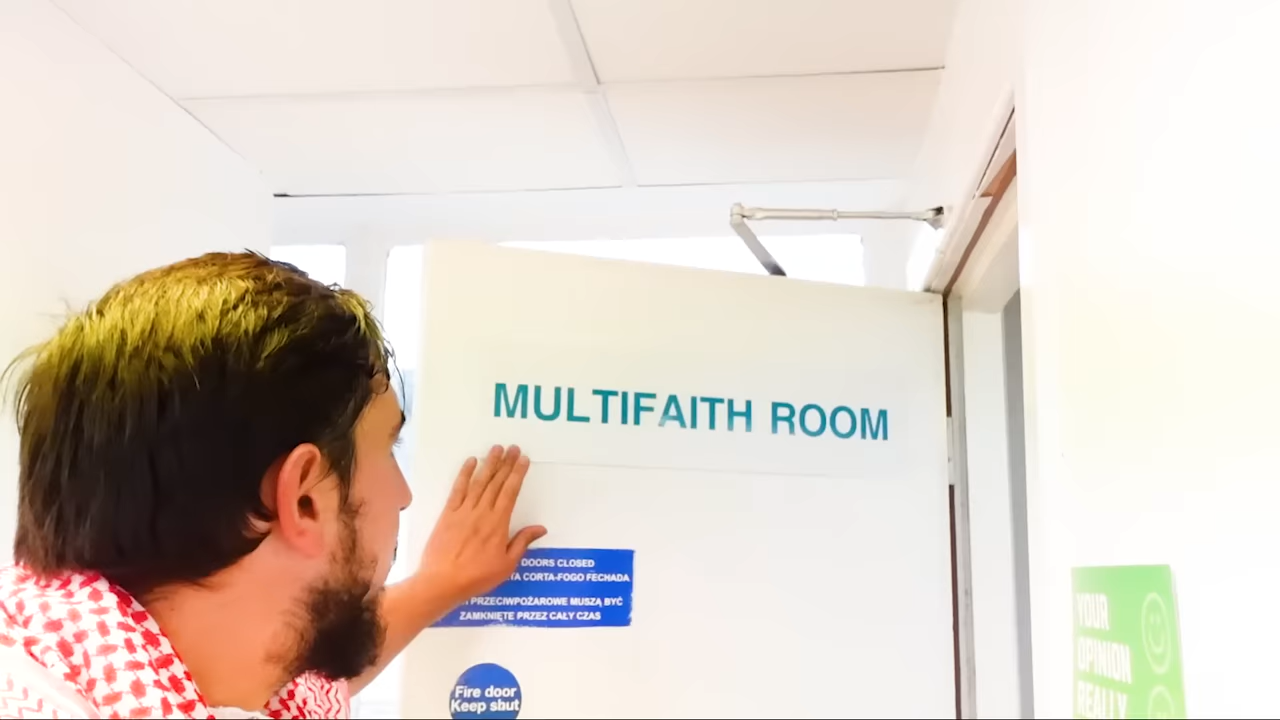 MULTIFAITH ROOM
DOORS CLOSED
CORTA-FOGO FECHADA
PRZECIWPOŻAROWE MUSZĄ BYĆ
ZAMKNIĘTE PRZEZ CAŁY CZAS
Fire door
Keep shut
YOUR
OPINION
REALLY